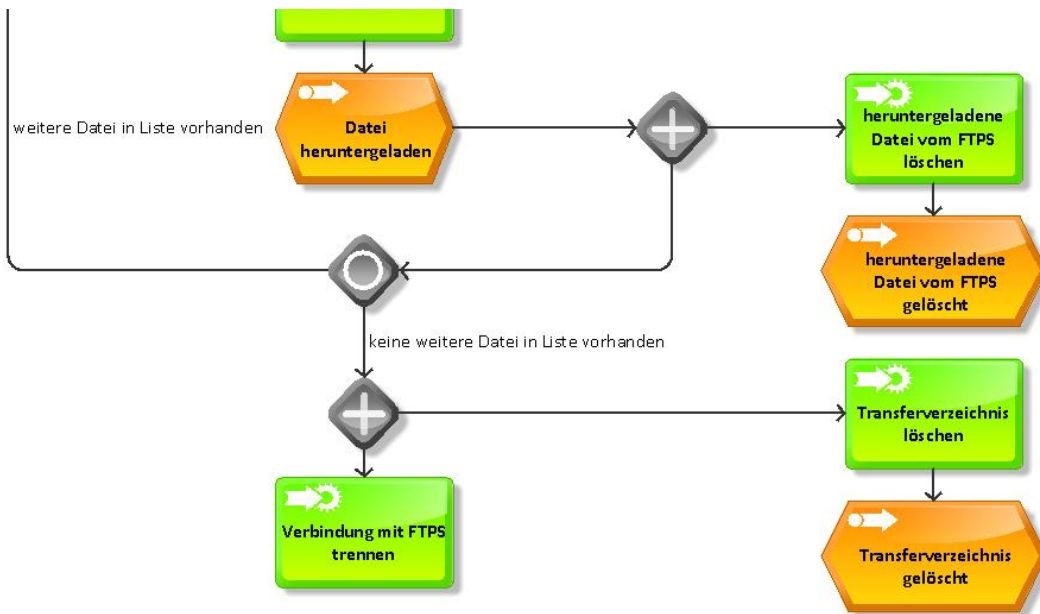 weitere Datei in Liste vorhanden
Datei
heruntergeladen
heruntergeladene
Datei vom FTPS
löschen
heruntergeladene
Datei vom FTPS
gelöscht
keine weitere Datei in Liste vorhanden
Transferverzeichnis
löschen
Verbindung mit FTPS
trennen
Transferverzeichnis
gelöscht